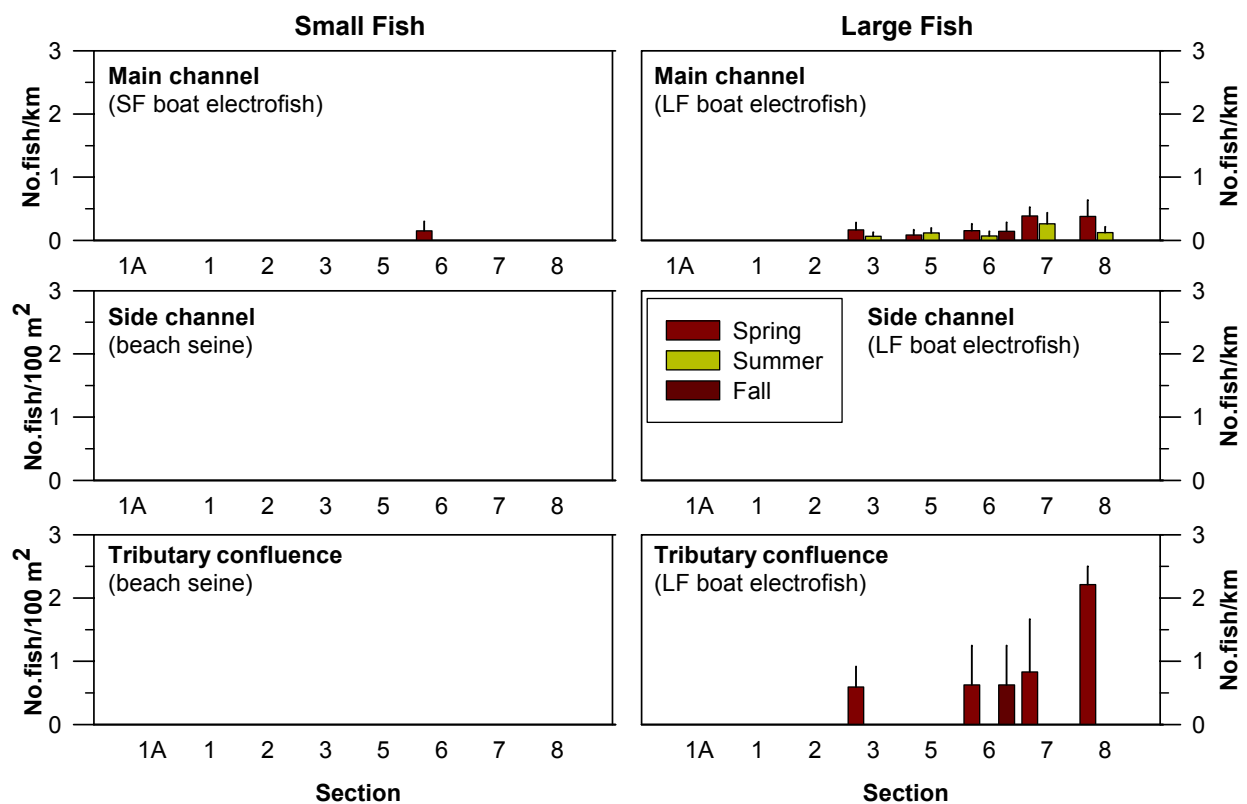 Small Fish
Large Fish
3
2
1
0
No.fish/km
Main channel
(SF boat electrofish)
1A 1 2 3 5 6 7 8
Main channel
(LF boat electrofish)
3
2
1
0
No.fish/km
1A 1 2 3 5 6 7 8
3
2
1
0
No.fish/100 m²
Side channel
(beach seine)
1A 1 2 3 5 6 7 8
Spring
Summer
Fall
Side channel
(LF boat electrofish)
3
2
1
0
No.fish/km
1A 1 2 3 5 6 7 8
3
2
1
0
No.fish/100 m²
Tributary confluence
(beach seine)
1A 1 2 3 5 6 7 8
Section
Tributary confluence
(LF boat electrofish)
3
2
1
0
No.fish/km
1A 1 2 3 5 6 7 8
Section